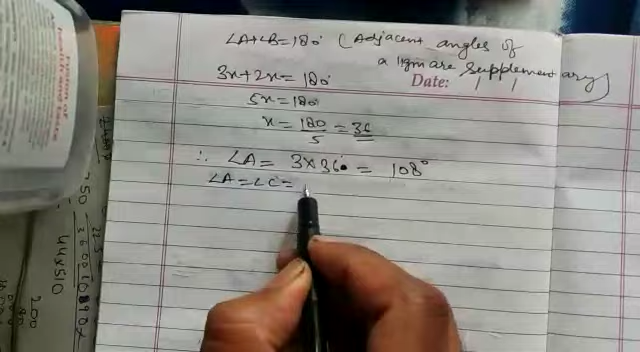 ∠A+∠B=180° (Adjacent angles of
a ||gm are supplementary)
Date: / /
3x+2x=180°
5x=180°
x=180/5=36
∴ ∠A= 3×36° = 108°
∠A=∠C=